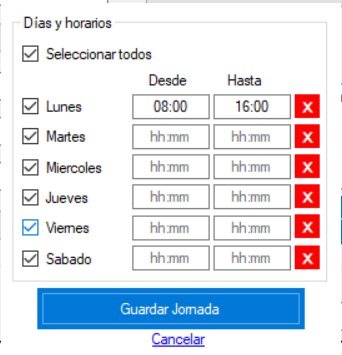 Días y horarios
Seleccionar todos
Desde Hasta
Lunes 08:00 16:00 X
Martes hh:mm hh:mm X
Miercoles hh:mm hh:mm X
Jueves hh:mm hh:mm X
Viernes hh:mm hh:mm X
Sabado hh:mm hh:mm X
Guardar Jornada
Cancelar